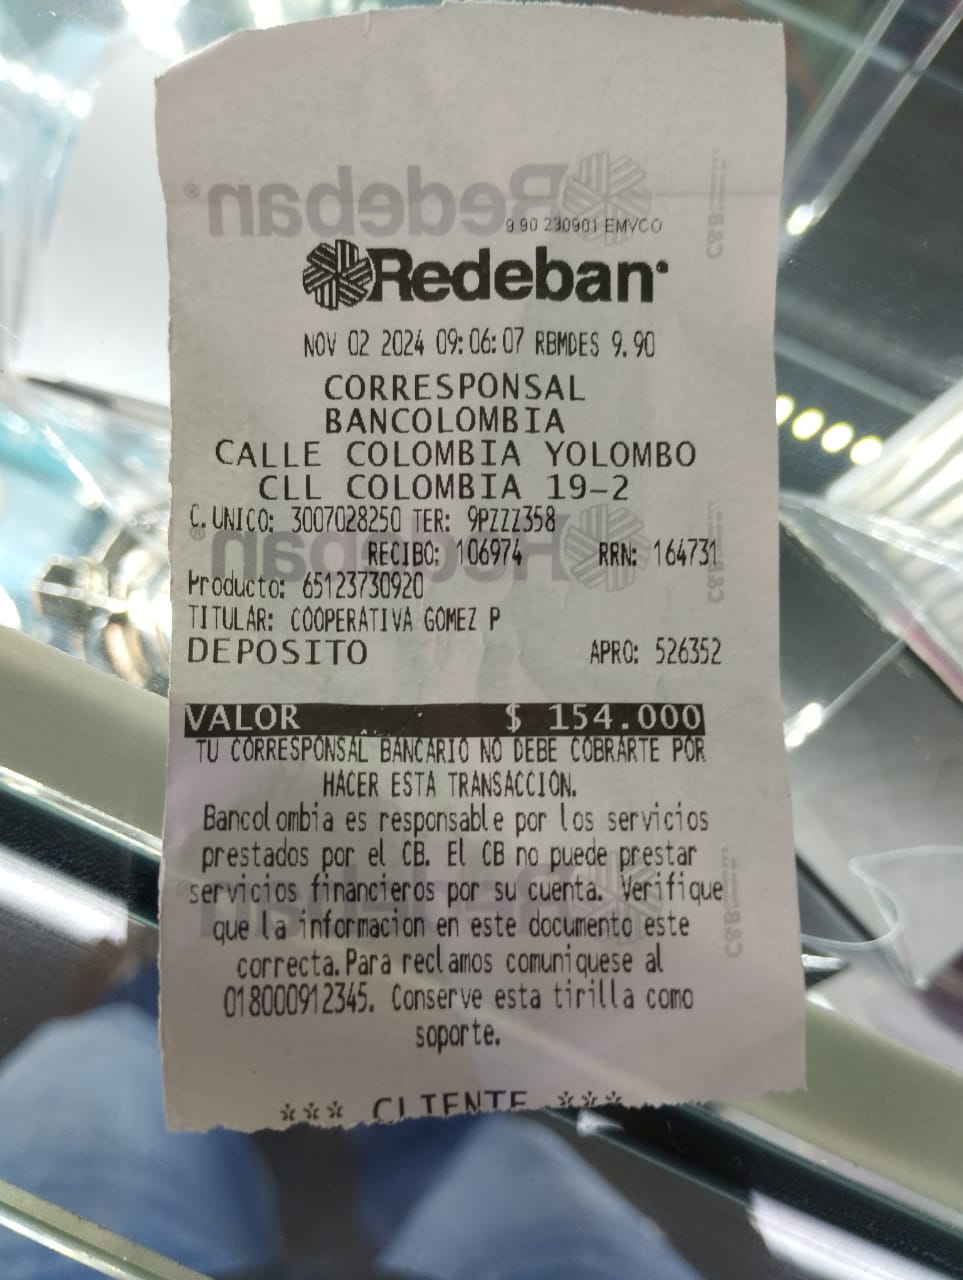 9 90 230901 EMVCO
Redeban
NOV 02 2024 09:06:07 RBMDES 9.90
CORRESPONSAL
BANCOLOMBIA
CALLE COLOMBIA YOLOMBO
CLL COLOMBIA 19-2
C. UNICO: 3007028250 TER: 9PZZZ358
RECIBO: 106974 RRN: 164731
Producto: 65123730920
TITULAR: COOPERATIVA GOMEZ P
DEPOSITO APRO: 526352
VALOR $ 154.000
TU CORRESPONSAL BANCARIO NO DEBE COBRARTE POR
HACER ESTA TRANSACCION.
Bancolombia es responsable por los servicios
prestados por el CB. El CB no puede prestar
servicios financieros por su cuenta. Verifique
que la informacion en este documento este
correcta. Para reclamos comuniquese al
018000912345. Conserve esta tirilla como
soporte.
*** CLIENTE ***